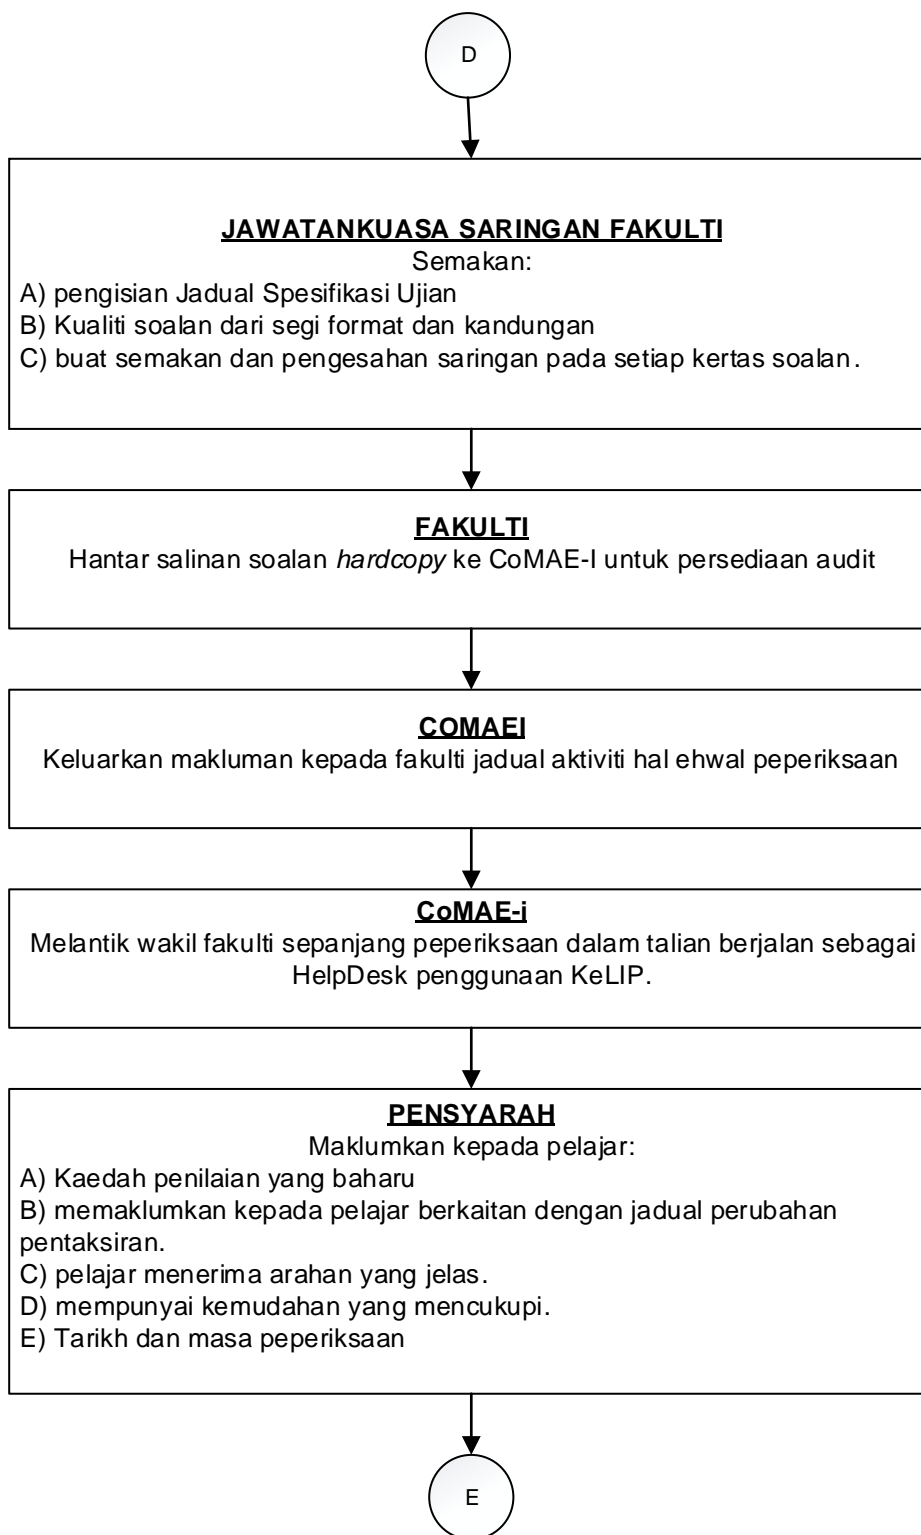 D
JAWATANKUASA SARINGAN FAKULTI
Semakan:
A) pengisian Jadual Spesifikasi Ujian
B) Kualiti soalan dari segi format dan kandungan
C) buat semakan dan pengesahan saringan pada setiap kertas soalan.
FAKULTI
Hantar salinan soalan hardcopy ke CoMAE-I untuk persediaan audit
COMAEI
Keluarkan makluman kepada fakulti jadual aktiviti hal ehwal peperiksaan
CoMAE-i
Melantik wakil fakulti sepanjang peperiksaan dalam talian berjalan sebagai
HelpDesk penggunaan KeLIP.
PENSYARAH
Maklumkan kepada pelajar:
A) Kaedah penilaian yang baharu
B) memaklumkan kepada pelajar berkaitan dengan jadual perubahan
pentaksiran.
C) pelajar menerima arahan yang jelas.
D) mempunyai kemudahan yang mencukupi.
E) Tarikh dan masa peperiksaan
E